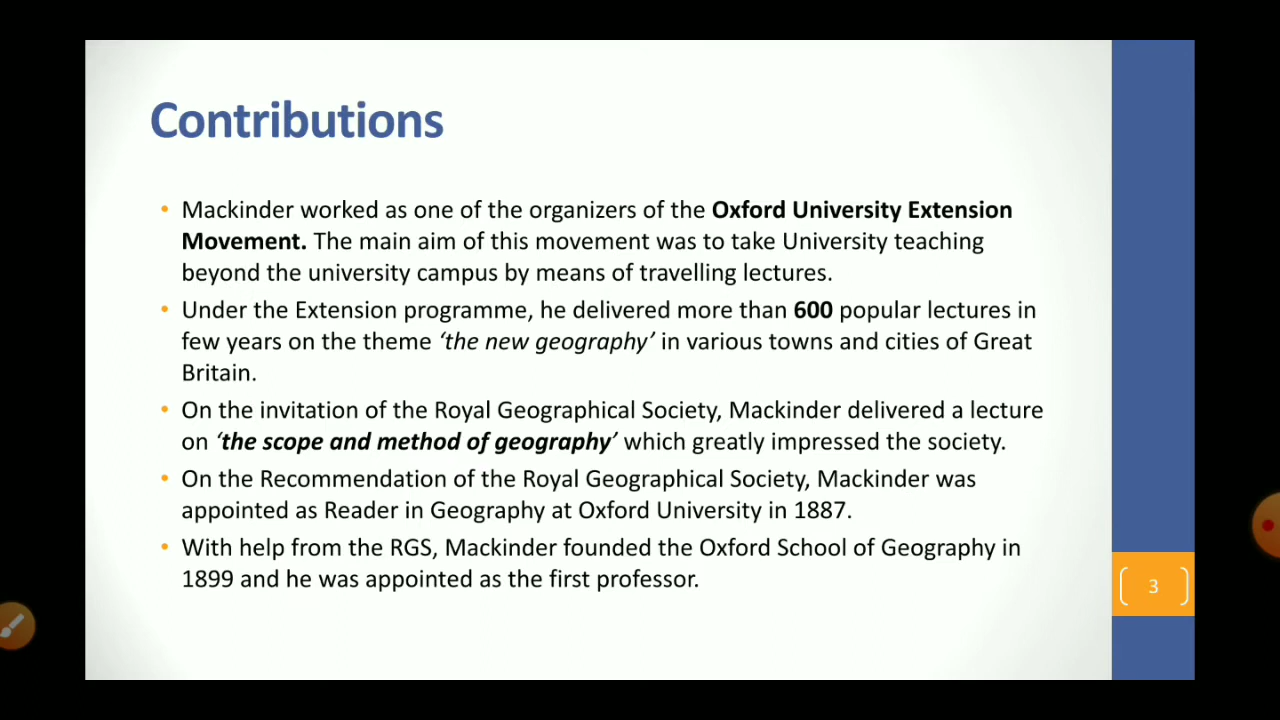 Contributions
• Mackinder worked as one of the organizers of the Oxford University Extension
Movement. The main aim of this movement was to take University teaching
beyond the university campus by means of travelling lectures.
• Under the Extension programme, he delivered more than 600 popular lectures in
few years on the theme ‘the new geography’ in various towns and cities of Great
Britain.
• On the invitation of the Royal Geographical Society, Mackinder delivered a lecture
on ‘the scope and method of geography’ which greatly impressed the society.
• On the Recommendation of the Royal Geographical Society, Mackinder was
appointed as Reader in Geography at Oxford University in 1887.
• With help from the RGS, Mackinder founded the Oxford School of Geography in
1899 and he was appointed as the first professor.
3